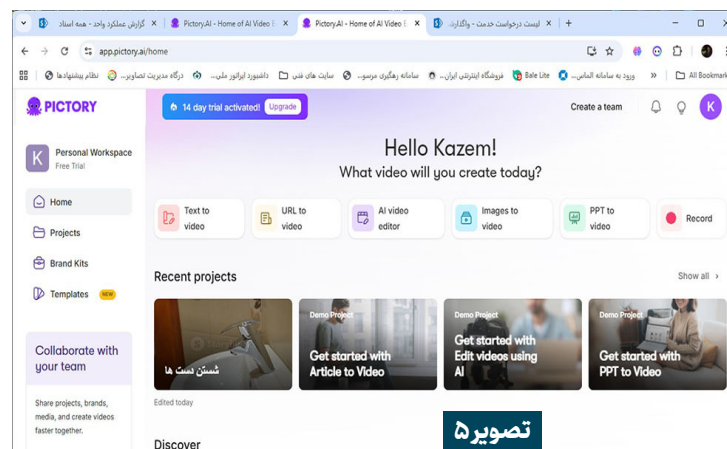 گزارش عملکرد واحد - همه اسناد
Pictory.AI - Home of AI Video E
Pictory.AI - Home of AI Video E
لیست درخواست خدمت - واگذارند
app.pictory.ai/home
نظام پیشنهادها
درگاه مدیریت تصاویر...
داشبورد اپراتور ملی...
سایت های فنی
سامانه رهگیری مرسو...
فروشگاه اینترنتی ایران...
Bale Lite
ورود به سامانه الماس...
»
All Bookmark
PICTORY
14 day trial activated!
Upgrade
Create a team
K
K
Personal Workspace
Free Trial
Hello Kazem!
What video will you create today?
Home
Projects
Brand Kits
Templates
NEW
Text to
video
URL to
video
AI video
editor
Images to
video
PPT to
video
Record
Recent projects
Show all
شستن دست ها
Edited today
Demo Project
Get started with
Article to Video
Demo Project
Get started with
Edit videos using
AI
Demo Project
Get started with
PPT to Video
Collaborate with
your team
Share projects, brands,
media, and create videos
faster together.
تصویر۵
Discover